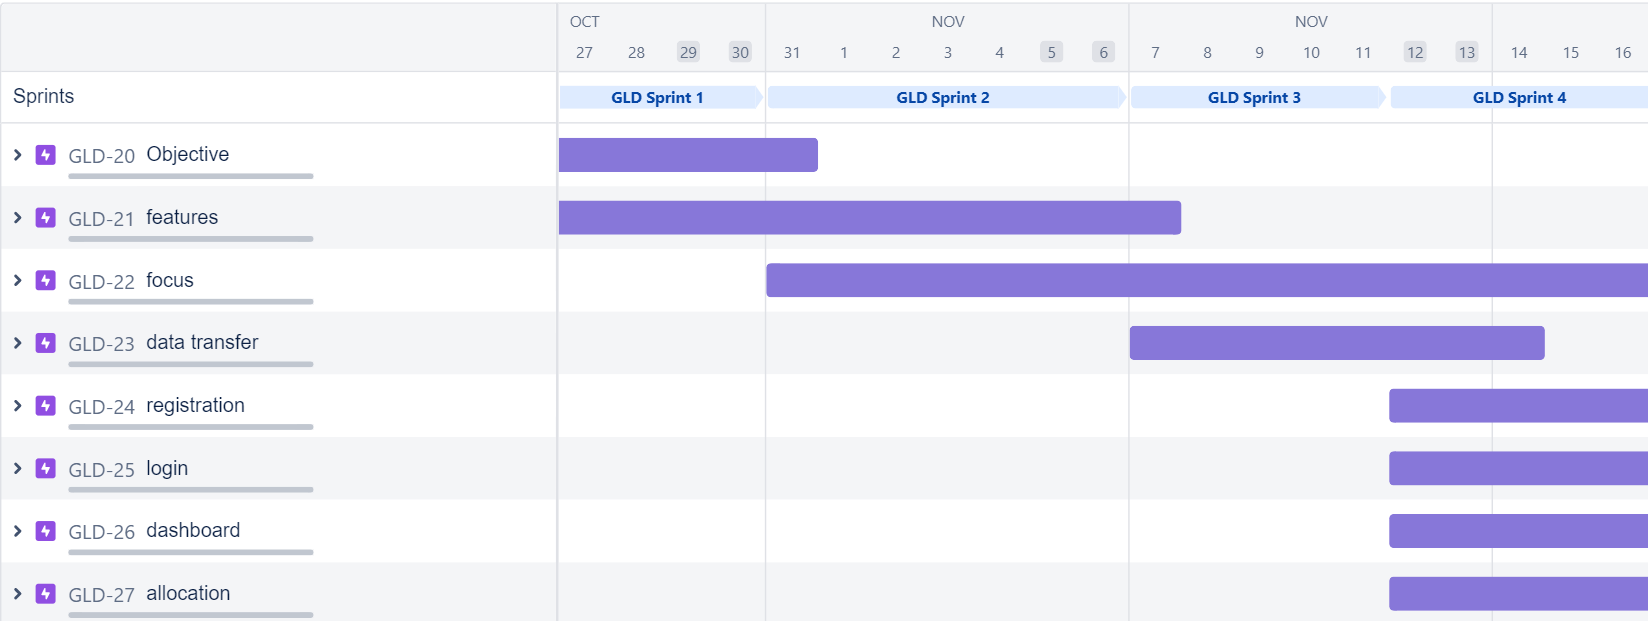 OCT NOV NOV
27 28 29 30 31 1 2 3 4 5 6 7 8 9 10 11 12 13 14 15 16
Sprints GLD Sprint 1 GLD Sprint 2 GLD Sprint 3 GLD Sprint 4
GLD-20 Objective
GLD-21 features
GLD-22 focus
GLD-23 data transfer
GLD-24 registration
GLD-25 login
GLD-26 dashboard
GLD-27 allocation